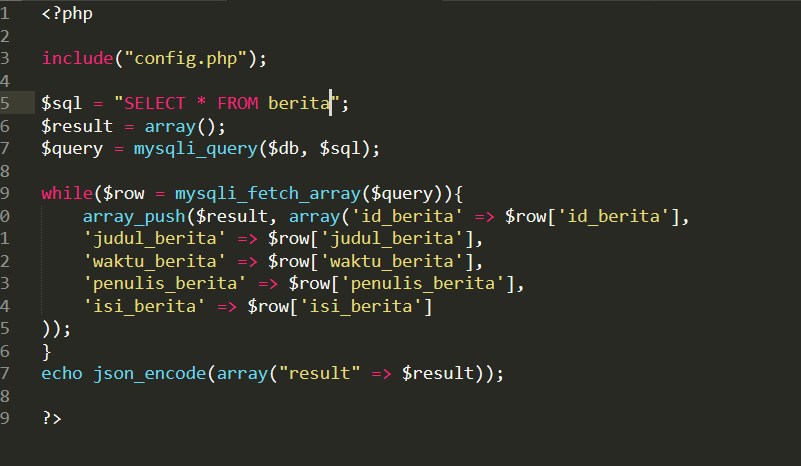 1 <?php
2
3 include("config.php");
4
5 $sql = "SELECT * FROM berita";
6 $result = array();
7 $query = mysqli_query($db, $sql);
8
9 while($row = mysqli_fetch_array($query)){
0     array_push($result, array('id_berita' => $row['id_berita'],
1     'judul_berita' => $row['judul_berita'],
2     'waktu_berita' => $row['waktu_berita'],
3     'penulis_berita' => $row['penulis_berita'],
4     'isi_berita' => $row['isi_berita']
5 ));
6 }
7 echo json_encode(array("result" => $result));
8
9 ?>